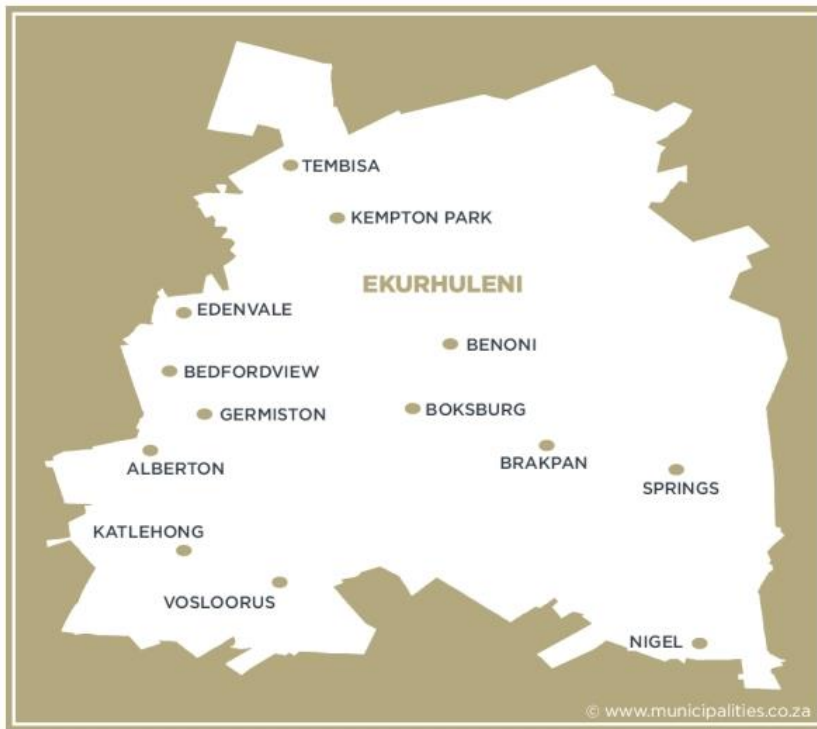 TEMBISA
KEMPTON PARK
EKURHULENI
EDENVALE
BENONI
BEDFORDVIEW
GERMISTON
BOKSBURG
ALBERTON
BRAKPAN
SPRINGS
KATLEHONG
VOSLOORUS
NIGEL
© www.municipalities.co.za